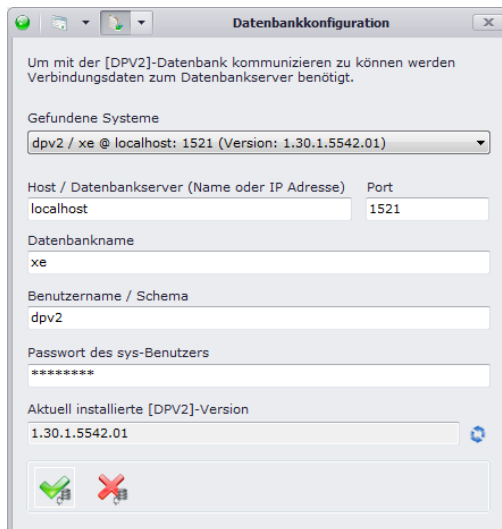 Datenbankkonfiguration
Um mit der [DPV2]-Datenbank kommunizieren zu können werden
Verbindungsdaten zum Datenbankserver benötigt.
Gefundene Systeme
dpv2 / xe @ localhost: 1521 (Version: 1.30.1.5542.01)
Host / Datenbankserver (Name oder IP Adresse) Port
localhost 1521
Datenbankname
xe
Benutzername / Schema
dpv2
Passwort des sys-Benutzers
********
Aktuell installierte [DPV2]-Version
1.30.1.5542.01